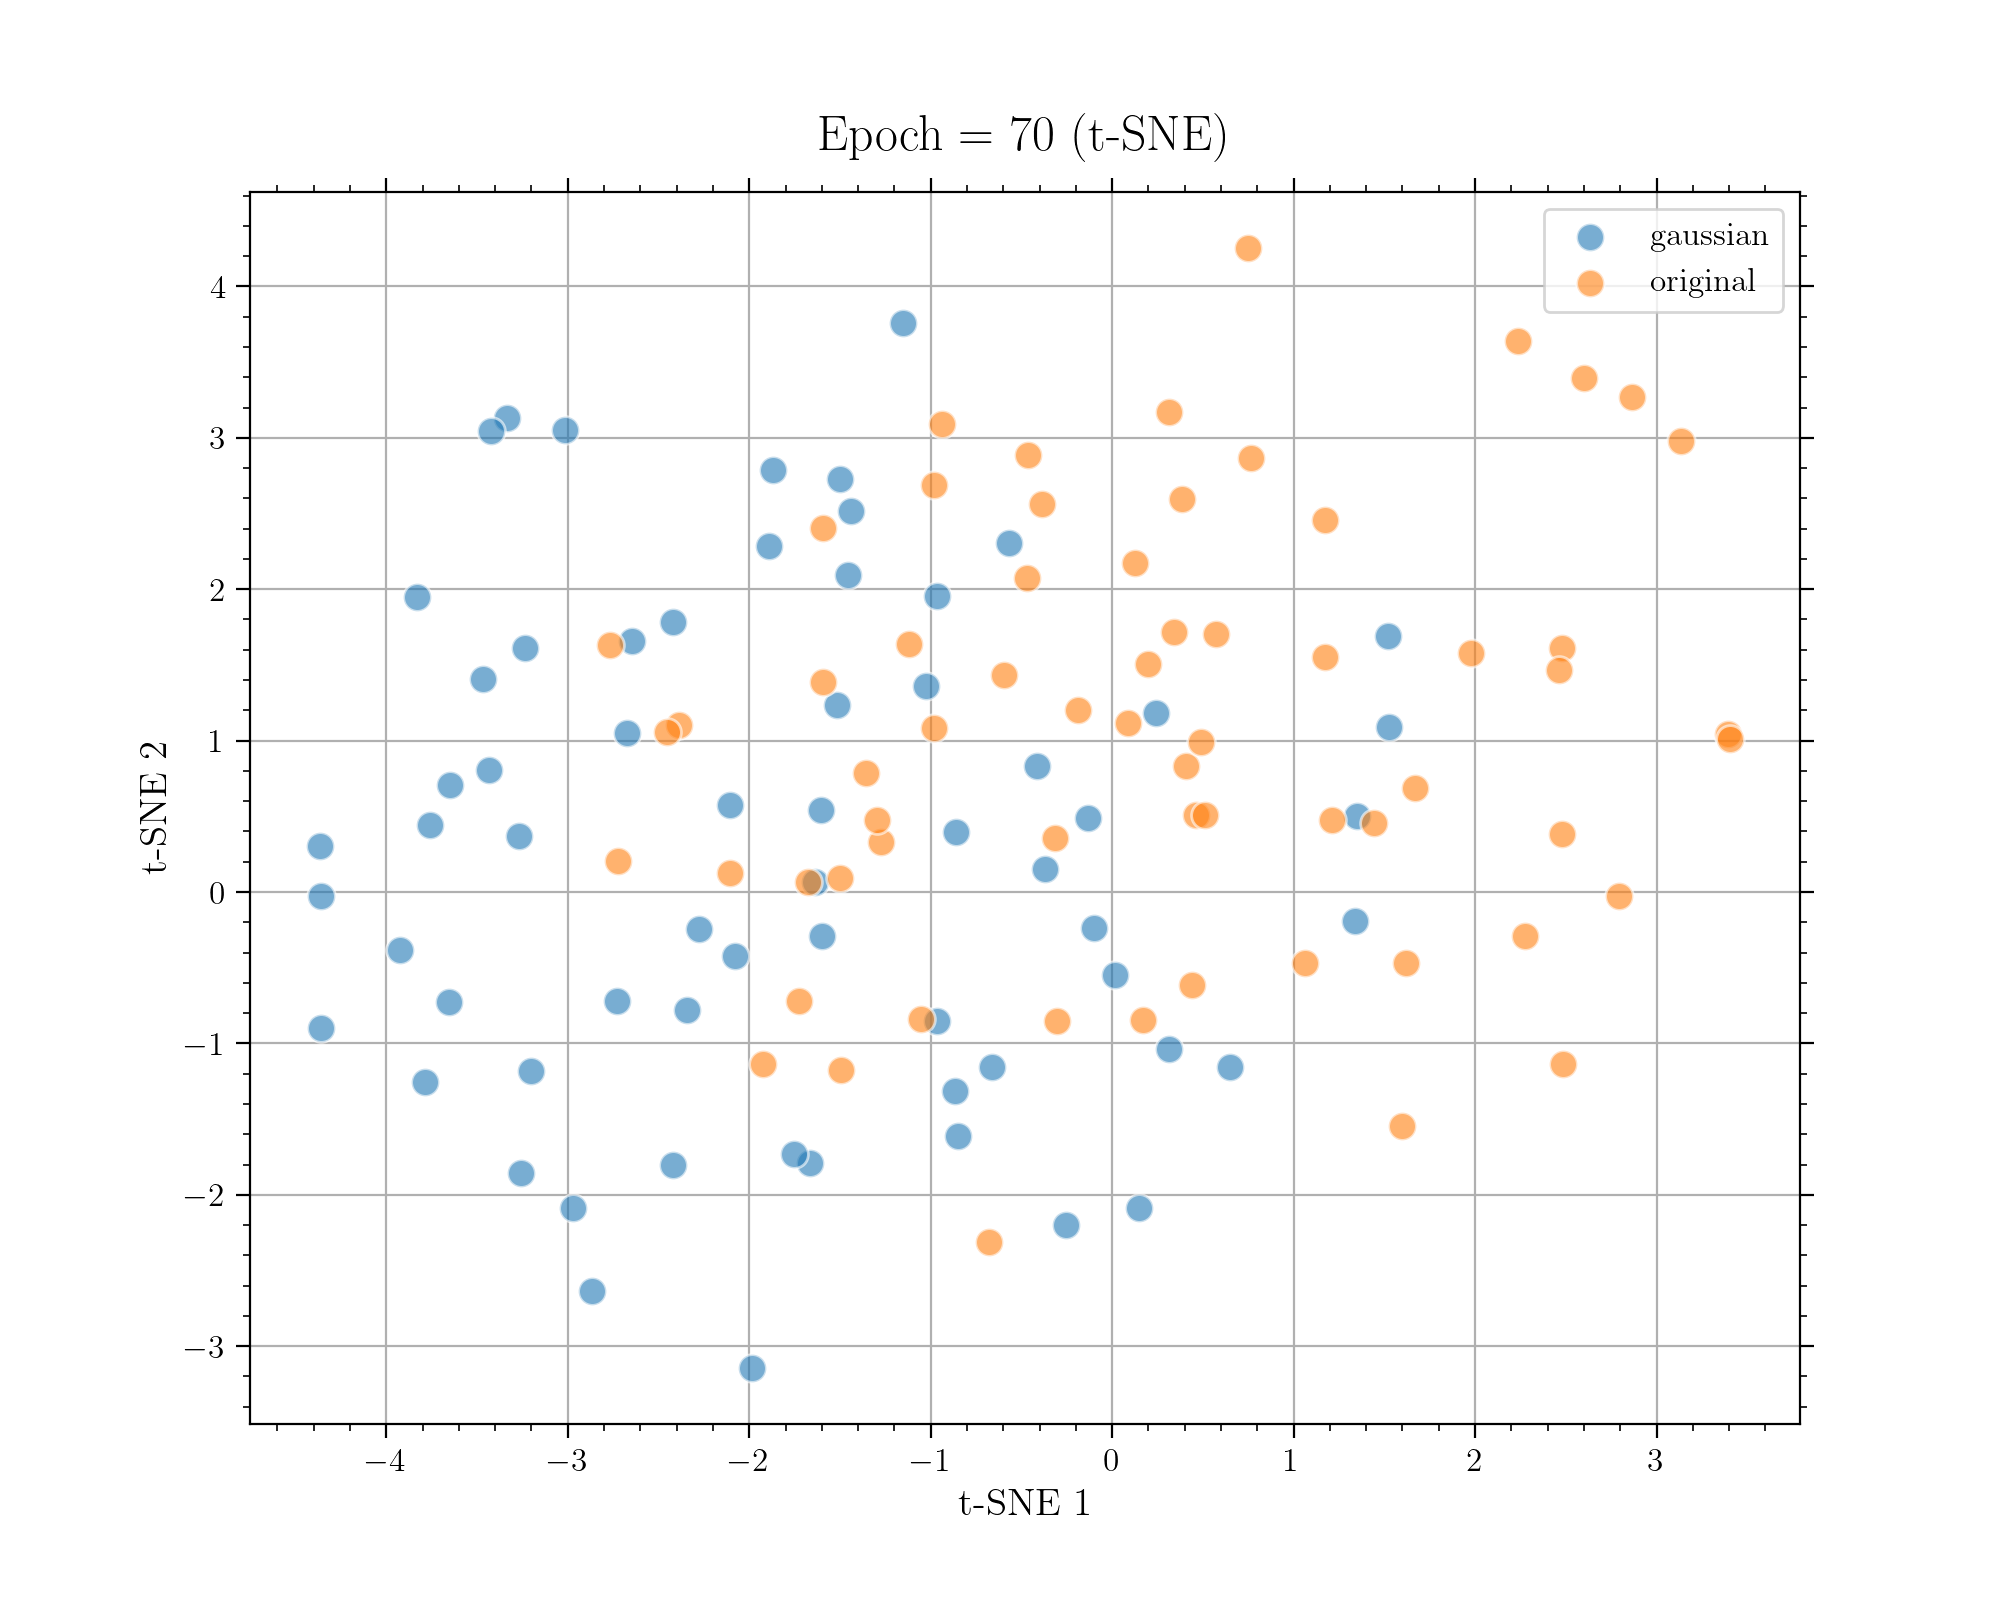 Epoch = 70 (t-SNE)
gaussian
original
t-SNE 2
4
3
2
1
0
−1
−2
−3
−4 −3 −2 −1 0 1 2 3
t-SNE 1